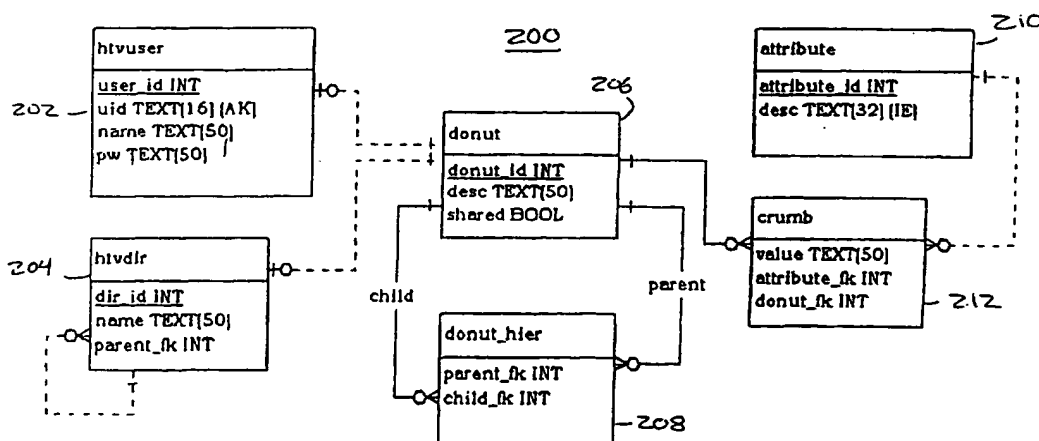 200
202
htvuser
user_id INT
uid TEXT[16] [AK]
name TEXT[50]
pw TEXT[50]
204
htvdir
dir_id INT
name TEXT[50]
parent_fk INT
206
donut
donut_id INT
desc TEXT[50]
shared BOOL
child
parent
donut_hier
parent_fk INT
child_fk INT
208
210
attribute
attribute_id INT
desc TEXT[32] [IE]
crumb
value TEXT[50]
attribute_fk INT
donut_fk INT
212